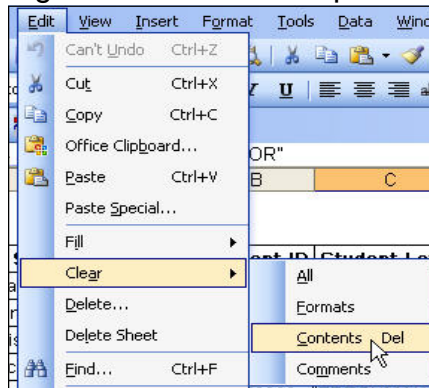 Edit View Insert Format Tools Data
Can't Undo Ctrl+Z
Cut Ctrl+X
Copy Ctrl+C
Office Clipboard...
OR"
Paste Ctrl+V
B C
Paste Special...
Fill
Clear
All
Delete...
Formats
Delete Sheet
Contents Del
Find... Ctrl+F
Comments